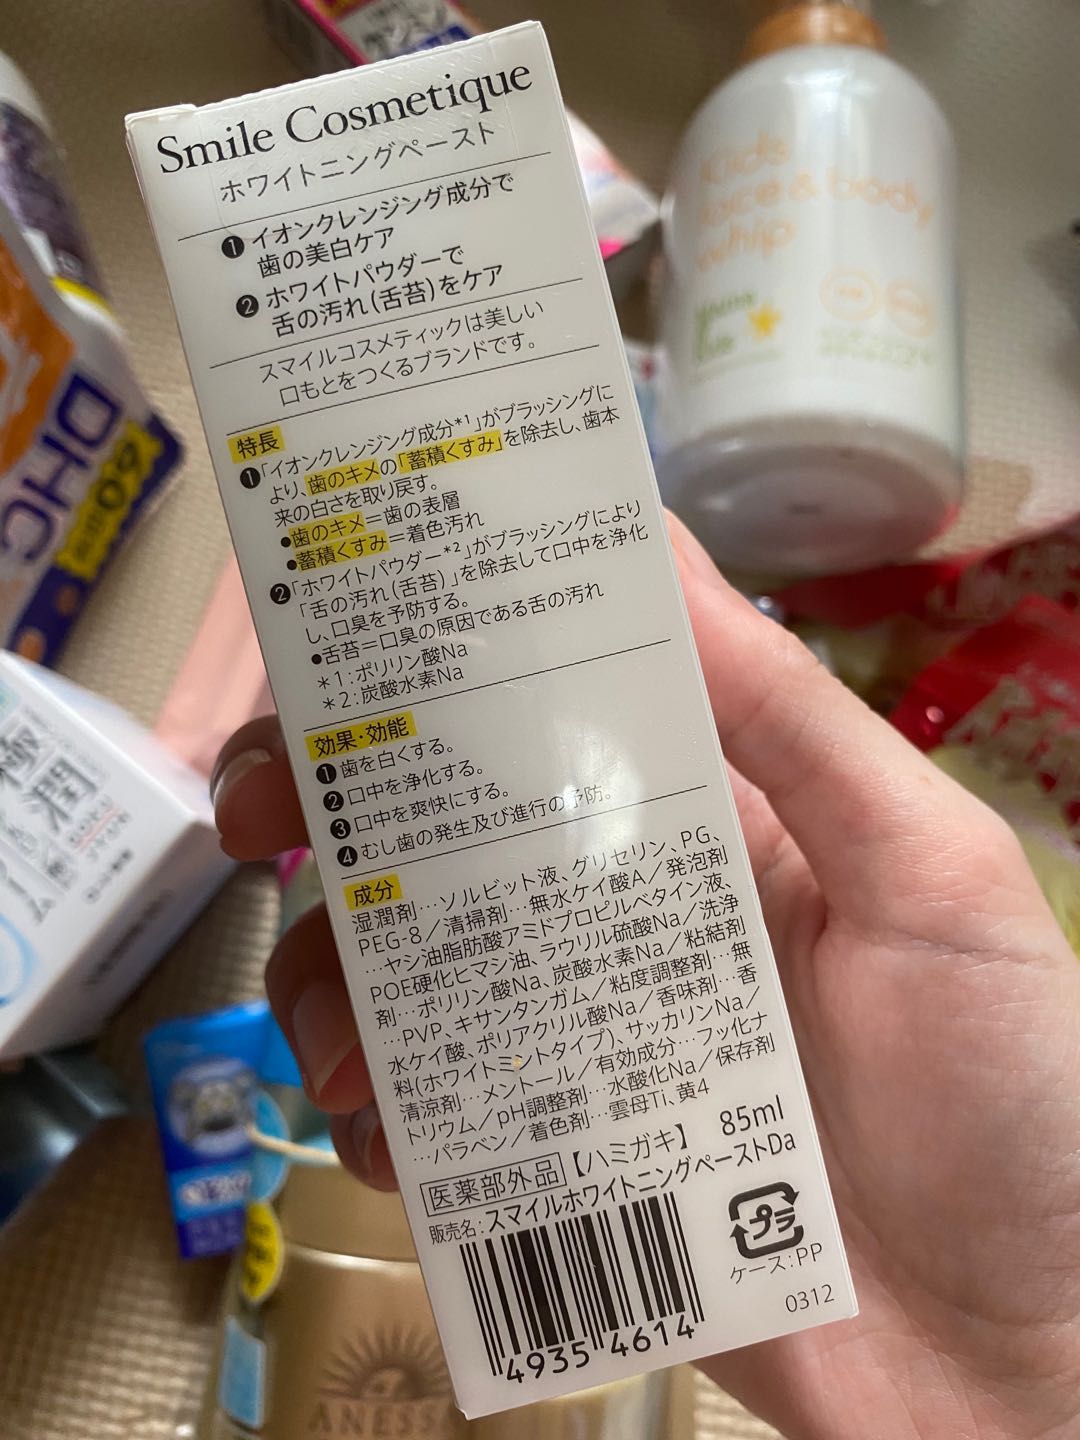 Smile Cosmetique
ホワイトニングペースト
❶イオンクレンジング成分で
歯の美白ケア
❷ホワイトパウダーで
舌の汚れ(舌苔)をケア
スマイルコスメティックは美しい
口もとをつくるブランドです。
特長
❶「イオンクレンジング成分*1」がブラッシングに
より、歯のキメの「蓄積くすみ」を除去し、歯本
来の白さを取り戻す。
●歯のキメ=歯の表層
●蓄積くすみ=着色汚れ
❷「ホワイトパウダー*2」がブラッシングにより
「舌の汚れ(舌苔)」を除去して口中を浄化
し、口臭を予防する。
●舌苔=口臭の原因である舌の汚れ
*1:ポリリン酸Na
*2:炭酸水素Na
効果・効能
❶歯を白くする。
❷口中を浄化する。
❸口中を爽快にする。
❹むし歯の発生及び進行の予防。
成分
湿潤剤…ソルビット液、グリセリン、PG、
PEG-8/清掃剤…無水ケイ酸A/発泡剤
…ヤシ油脂肪酸アミドプロピルベタイン液、
POE硬化ヒマシ油、ラウリル硫酸Na/洗浄
剤…ポリリン酸Na、炭酸水素Na/粘結剤
…PVP、キサンタンガム/粘度調整剤…無
水ケイ酸、ポリアクリル酸Na/香味剤…香
料(ホワイトミントタイプ)、サッカリンNa/
清涼剤…メントール/有効成分…フッ化ナ
トリウム/pH調整剤…水酸化Na/保存剤
…パラベン/着色剤…雲母Ti、黄4
医薬部外品【ハミガキ】 85ml
販売名:スマイルホワイトニングペーストDa
プラ
ケース:PP
0312
4935 4614
Kids
face & body
whip
DHC
ANESS